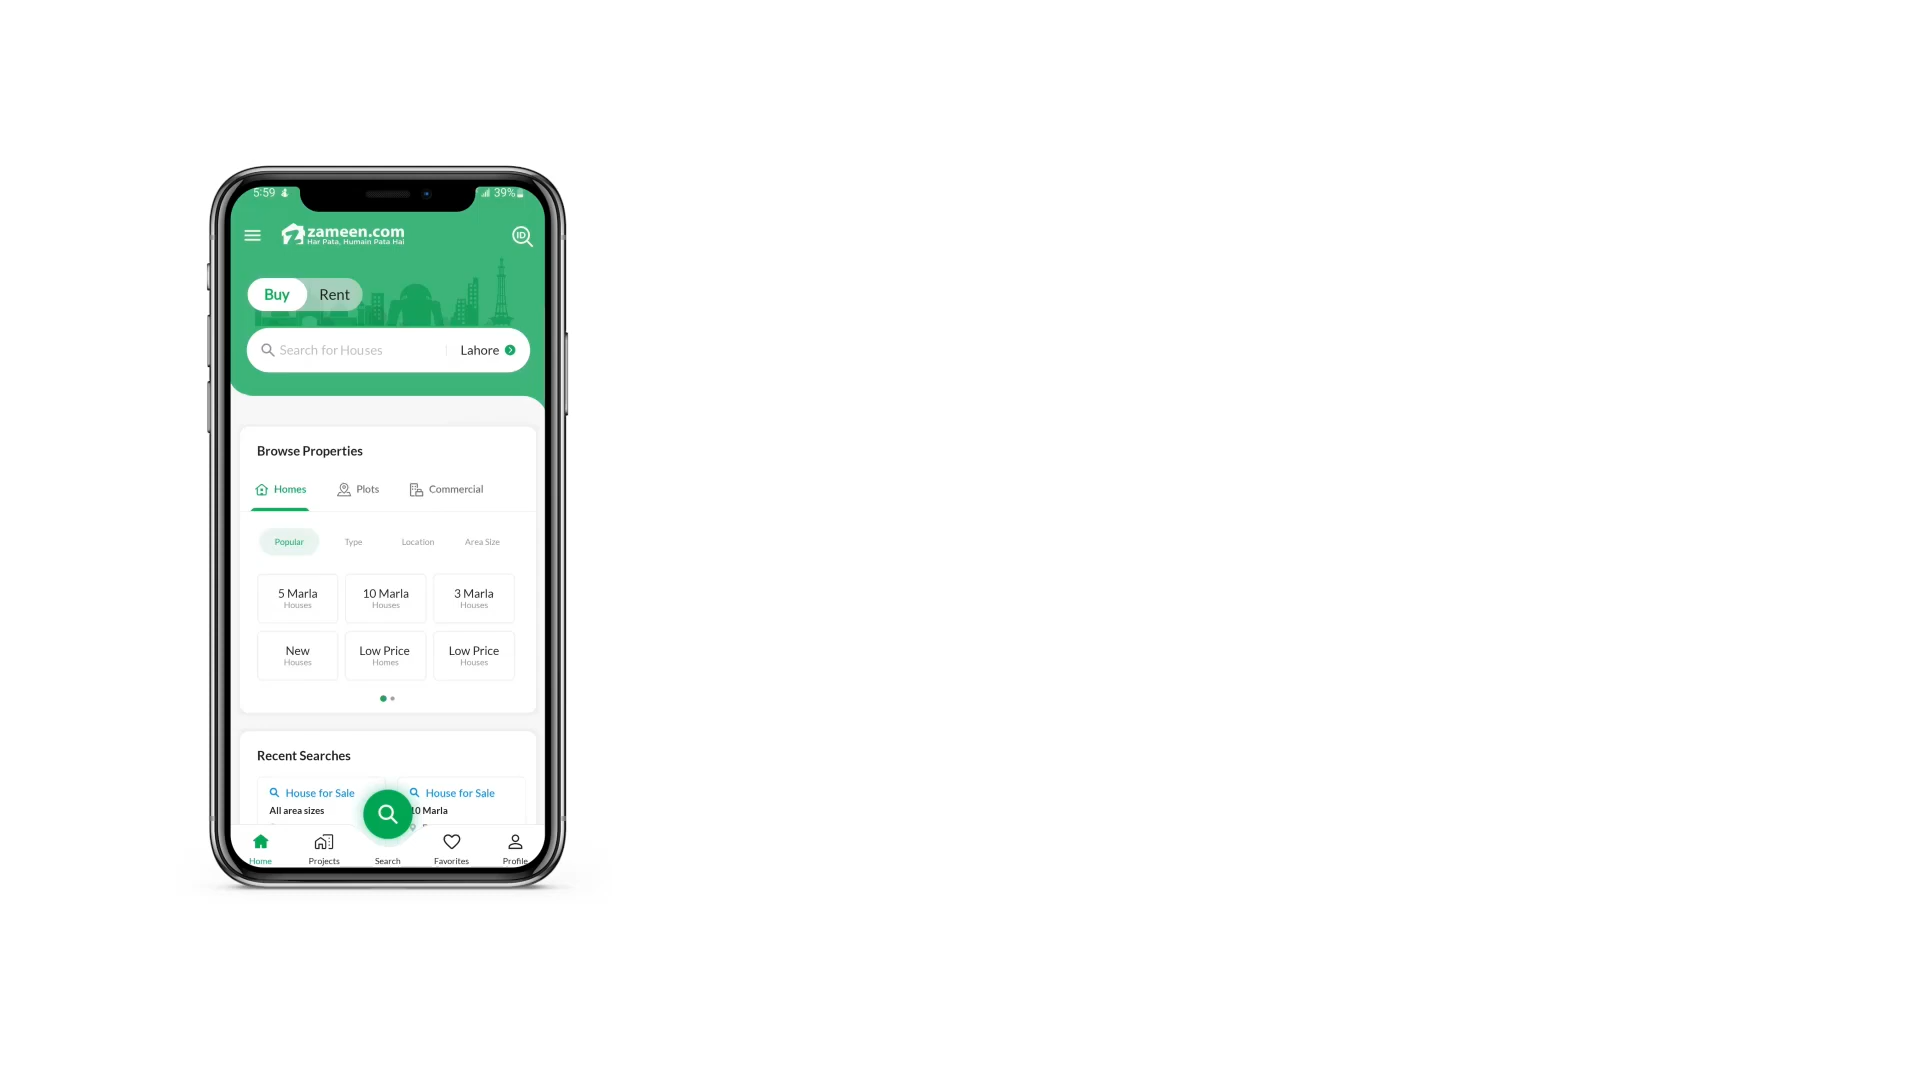 5:59
39%
zameen.com
Har Pata, Humain Pata Hai
ID
Buy Rent
Search for Houses Lahore
Browse Properties
Homes Plots Commercial
Popular Type Location Area Size
5 Marla 10 Marla 3 Marla
Houses Houses Houses
New Low Price Low Price
Houses Homes Houses
Recent Searches
House for Sale House for Sale
All area sizes 10 Marla
Home Projects Search Favorites Profile